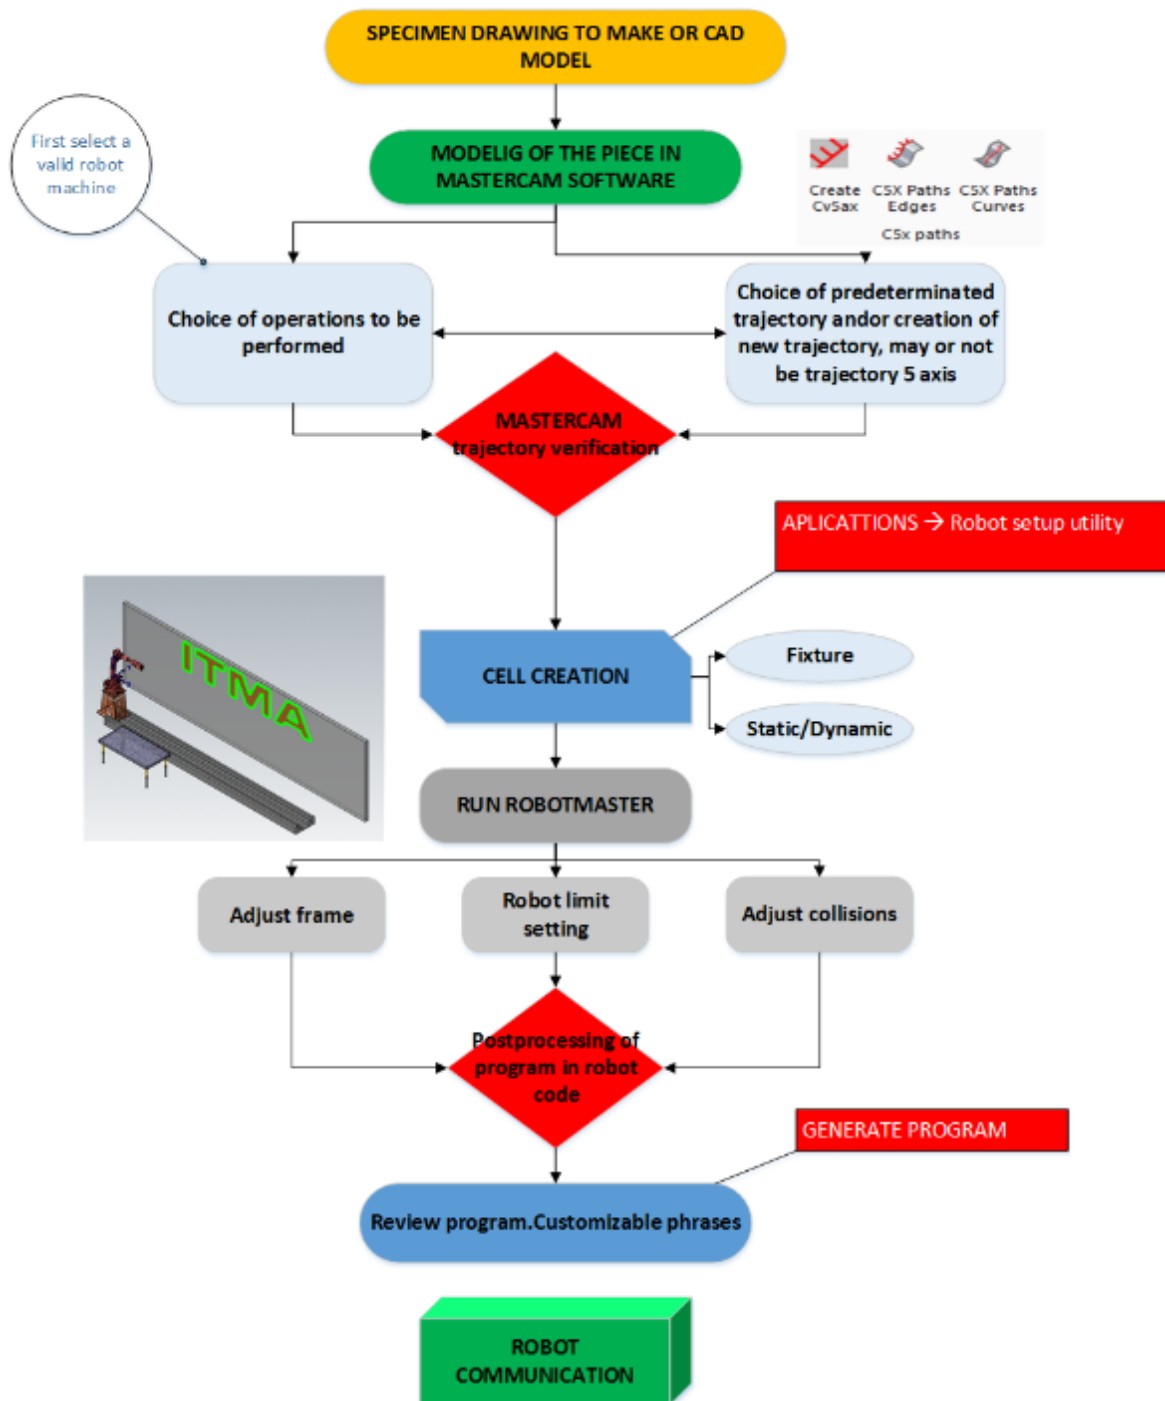 SPECIMEN DRAWING TO MAKE OR CAD
MODEL
First select a
valid robot
machine
MODELIG OF THE PIECE IN
MASTERCAM SOFTWARE
Create
Cv5ax
C5X Paths
Edges
C5X Paths
Curves
C5x paths
Choice of operations to be
performed
Choice of predeterminated
trajectory andor creation of
new trajectory, may or not
be trajectory 5 axis
MASTERCAM
trajectory verification
APLICATTIONS → Robot setup utility
ITMA
CELL CREATION
Fixture
Static/Dynamic
RUN ROBOTMASTER
Adjust frame
Robot limit
setting
Adjust collisions
Postprocessing of
program in robot
code
GENERATE PROGRAM
Review program.Customizable phrases
ROBOT
COMMUNICATION